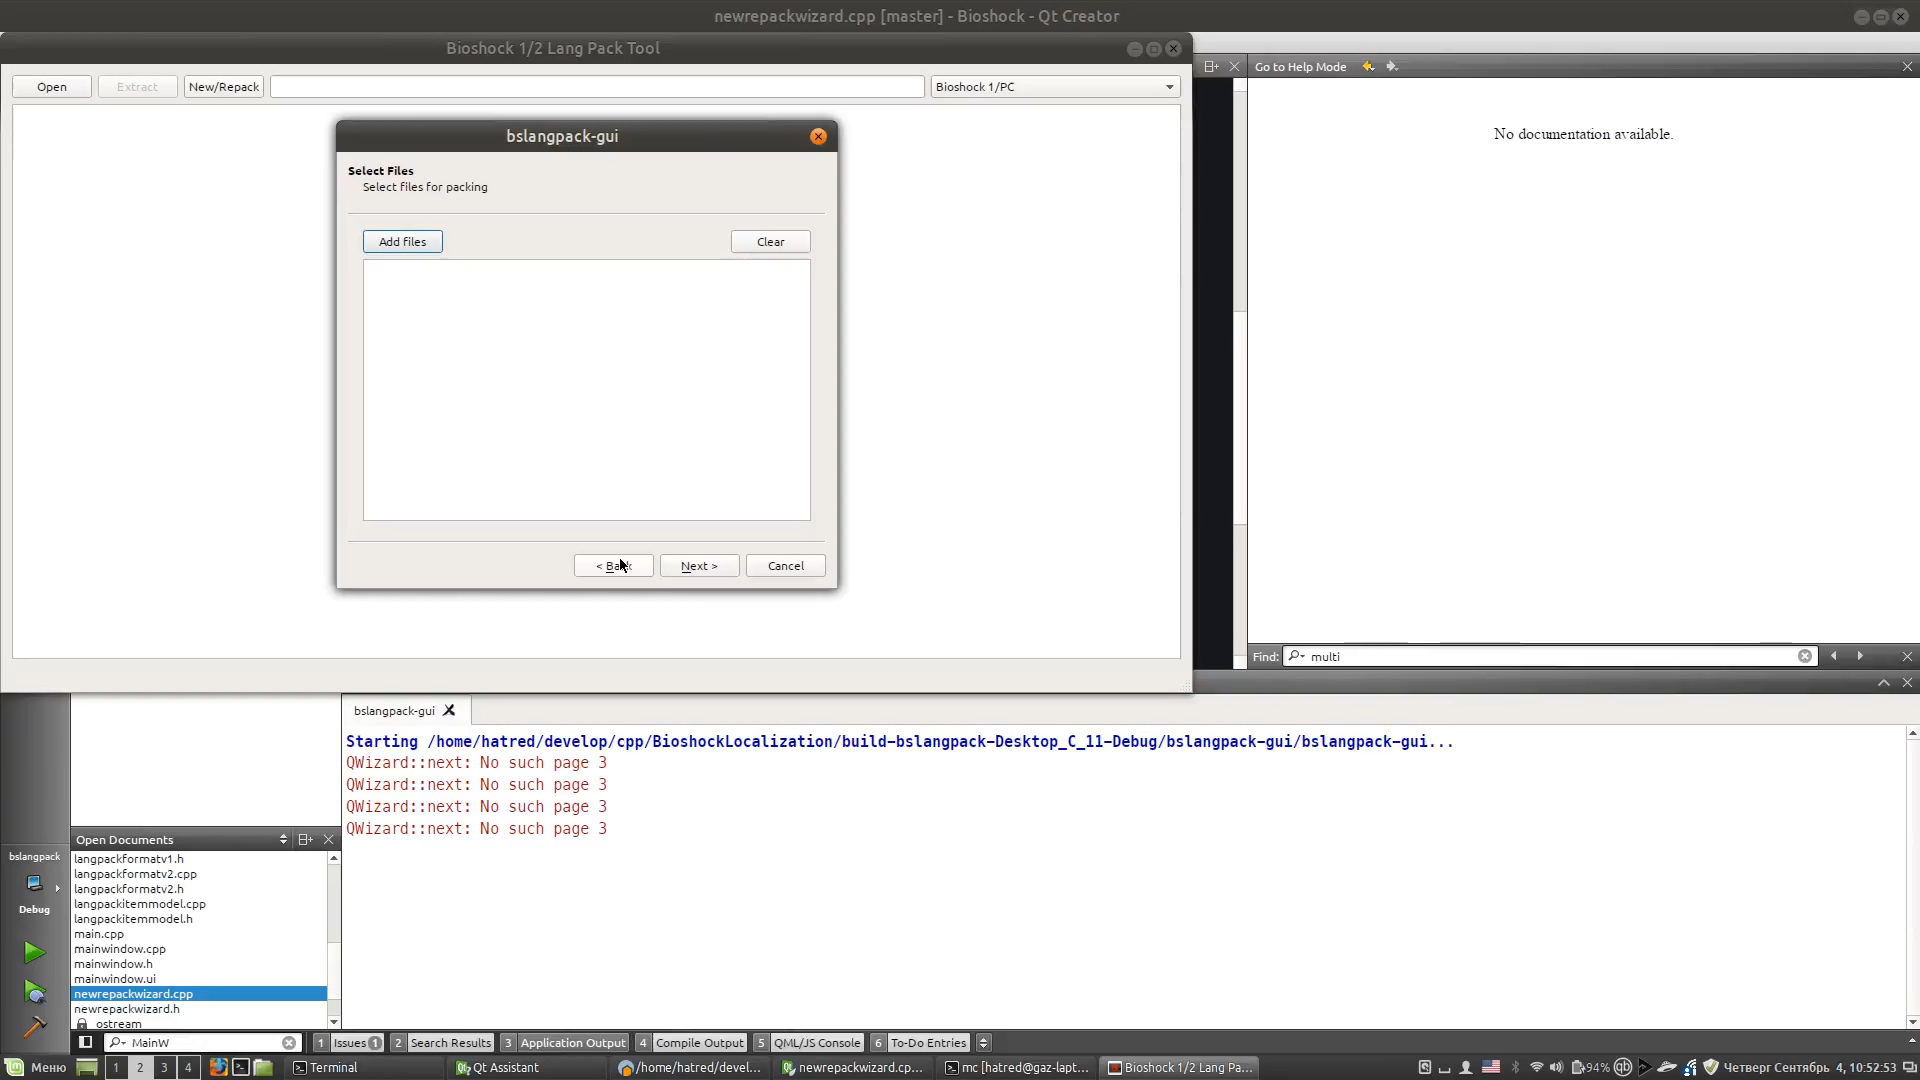 newrepackwizard.cpp [master] - Bioshock - Qt Creator
Bioshock 1/2 Lang Pack Tool
Go to Help Mode
Open
Extract
New/Repack
Bioshock 1/PC
bslangpack-gui
No documentation available.
Select Files
Select files for packing
Add files
Clear
< Back
Next >
Cancel
Find:
multi
bslangpack-gui
Starting /home/hatred/develop/cpp/BioshockLocalization/build-bslangpack-Desktop_C_11-Debug/bslangpack-gui/bslangpack-gui...
QWizard::next: No such page 3
QWizard::next: No such page 3
QWizard::next: No such page 3
QWizard::next: No such page 3
Open Documents
bslangpack
Debug
langpackformatv1.h
langpackformatv2.cpp
langpackformatv2.h
langpackitemmodel.cpp
langpackitemmodel.h
main.cpp
mainwindow.cpp
mainwindow.h
mainwindow.ui
newrepackwizard.cpp
newrepackwizard.h
ostream
MainW
1 Issues 1
2 Search Results
3 Application Output
4 Compile Output
5 QML/JS Console
6 To-Do Entries
Меню
1 2 3 4
Terminal
Qt Assistant
/home/hatred/devel...
newrepackwizard.cp...
mc [hatred@gaz-lapt...
Bioshock 1/2 Lang Pa...
94%
qb
Четверг Сентябрь 4, 10:52:53